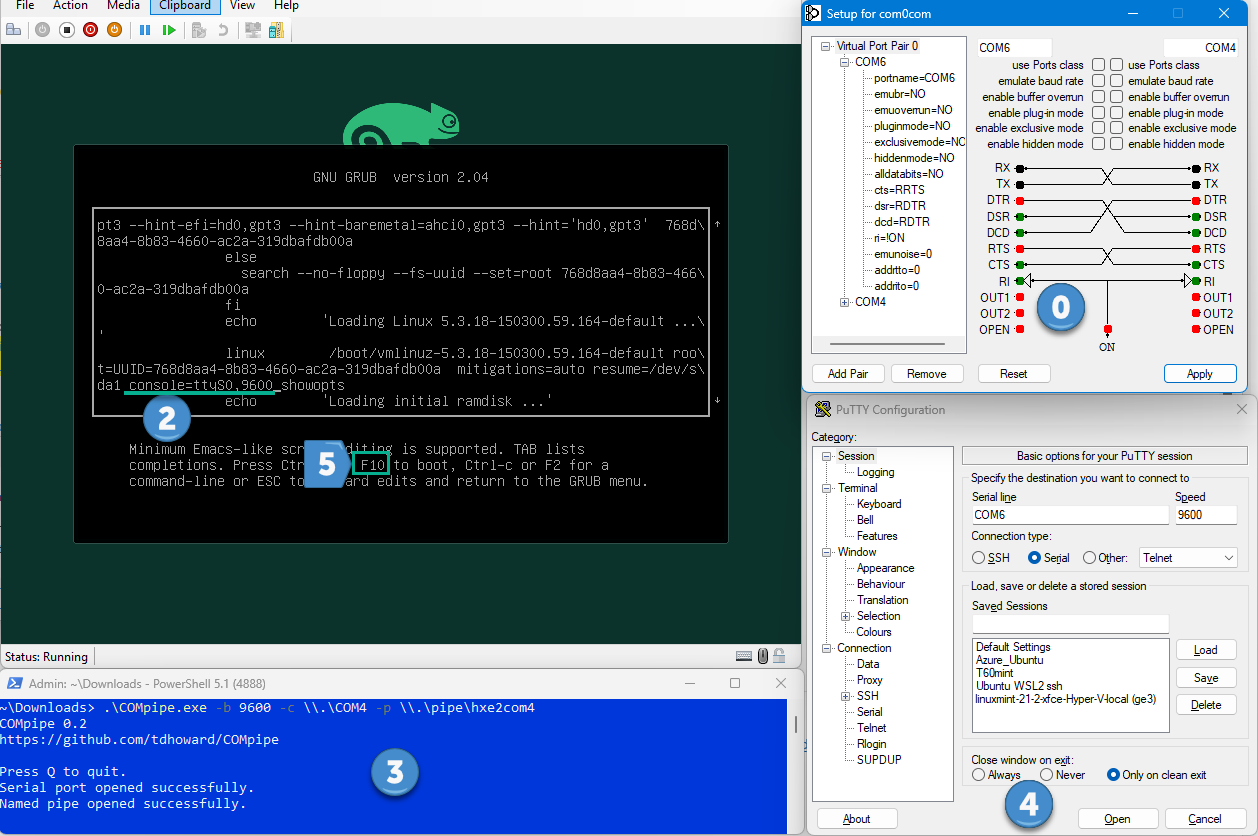 File Action Media Clipboard View Help
GNU GRUB version 2.04
pt3 --hint-efi=hd0,gpt3 --hint-baremetal=ahci0,gpt3 --hint='hd0,gpt3'  768d\
8aa4-8b83-4660-ac2a-319dbafdb00a
else
search --no-floppy --fs-uuid --set=root 768d8aa4-8b83-466\
0-ac2a-319dbafdb00a
fi
echo 'Loading Linux 5.3.18-150300.59.164-default ...\
'
linux /boot/vmlinuz-5.3.18-150300.59.164-default roo\
t=UUID=768d8aa4-8b83-4660-ac2a-319dbafdb00a  mitigations=auto resume=/dev/s\
da1 console=ttyS0,9600 showopts
echo 'Loading initial ramdisk ...'
2
Minimum Emacs-like scr editing is supported. TAB lists
completions. Press Ctr 5 F10 to boot, Ctrl-c or F2 for a
command-line or ESC to ard edits and return to the GRUB menu.
Status: Running
Admin: ~\Downloads - PowerShell 5.1 (4888)
~\Downloads> .\COMpipe.exe -b 9600 -c \\.\COM4 -p \\.\pipe\hxe2com4
COMpipe 0.2
https://github.com/tdhoward/COMpipe
Press Q to quit.
Serial port opened successfully.
Named pipe opened successfully.
3
Setup for com0com
Virtual Port Pair 0
COM6
portname=COM6
emubr=NO
emuoverrun=NO
pluginmode=NO
exclusivemode=NO
hiddenmode=NO
alldatabits=NO
cts=RRTS
dsr=RDTR
dcd=RDTR
ri=!ON
emunoise=0
addrtto=0
addrito=0
COM4
COM6 COM4
use Ports class use Ports class
emulate baud rate emulate baud rate
enable buffer overrun enable buffer overrun
enable plug-in mode enable plug-in mode
enable exclusive mode enable exclusive mode
enable hidden mode enable hidden mode
RX RX
TX TX
DTR DTR
DSR DSR
DCD DCD
RTS RTS
CTS CTS
RI RI
OUT1 0 OUT1
OUT2 OUT2
OPEN OPEN
ON
Add Pair Remove Reset Apply
PuTTY Configuration
Category:
Session
Logging
Terminal
Keyboard
Bell
Features
Window
Appearance
Behaviour
Translation
Selection
Colours
Connection
Data
Proxy
SSH
Serial
Telnet
Rlogin
SUPDUP
Basic options for your PuTTY session
Specify the destination you want to connect to
Serial line Speed
COM6 9600
Connection type:
SSH Serial Other: Telnet
Load, save or delete a stored session
Saved Sessions
Default Settings
Azure_Ubuntu
T60mint
Ubuntu WSL2 ssh
linuxmint-21-2-xfce-Hyper-V-local (ge3)
Load
Save
Delete
Close window on exit:
Always Never Only on clean exit
4
About Open Cancel